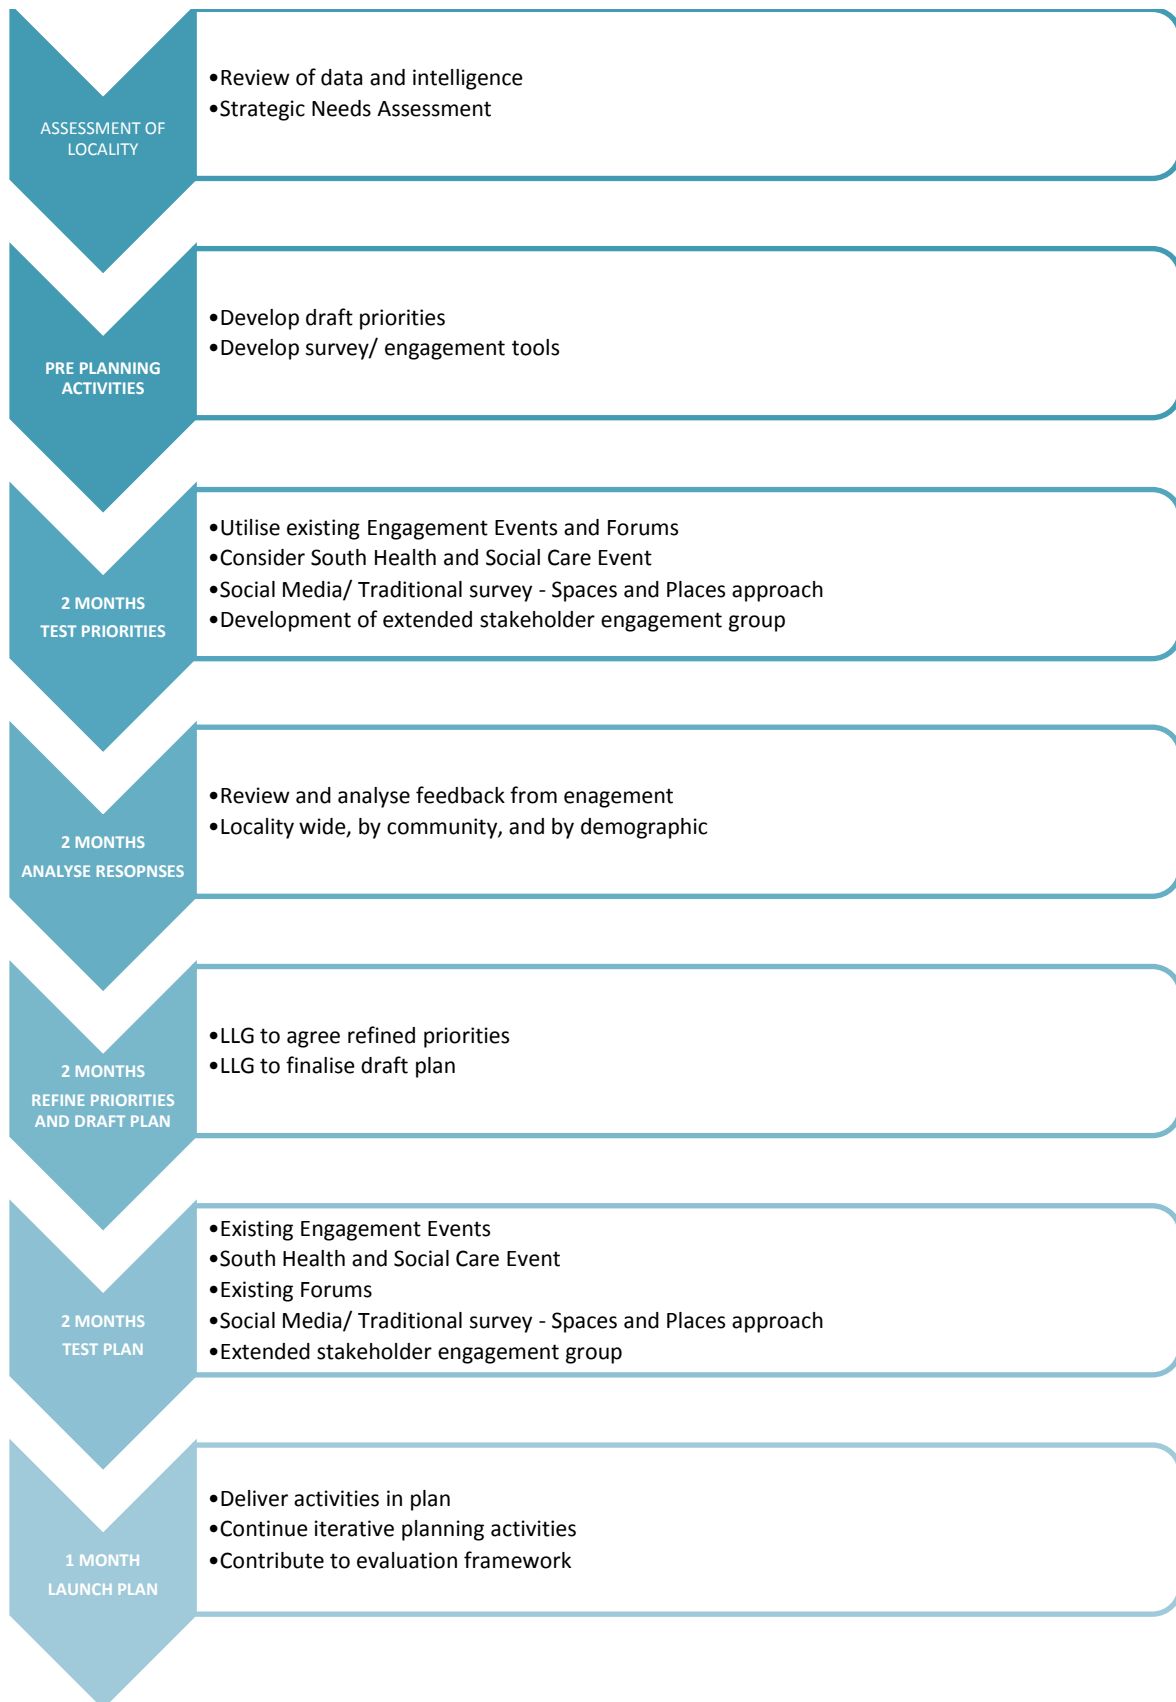 ASSESSMENT OF
LOCALITY
•Review of data and intelligence
•Strategic Needs Assessment
PRE PLANNING
ACTIVITIES
•Develop draft priorities
•Develop survey/ engagement tools
2 MONTHS
TEST PRIORITIES
•Utilise existing Engagement Events and Forums
•Consider South Health and Social Care Event
•Social Media/ Traditional survey - Spaces and Places approach
•Development of extended stakeholder engagement group
2 MONTHS
ANALYSE RESOPNSES
•Review and analyse feedback from enagement
•Locality wide, by community, and by demographic
2 MONTHS
REFINE PRIORITIES
AND DRAFT PLAN
•LLG to agree refined priorities
•LLG to finalise draft plan
2 MONTHS
TEST PLAN
•Existing Engagement Events
•South Health and Social Care Event
•Existing Forums
•Social Media/ Traditional survey - Spaces and Places approach
•Extended stakeholder engagement group
1 MONTH
LAUNCH PLAN
•Deliver activities in plan
•Continue iterative planning activities
•Contribute to evaluation framework